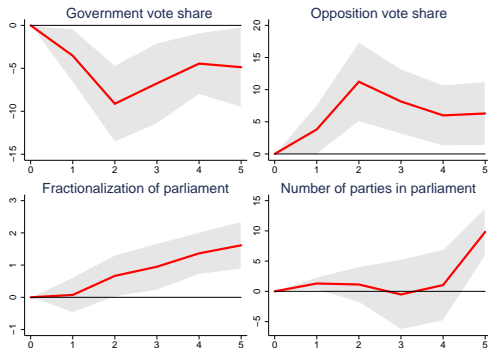 Government vote share
0
−5
−10
−15
0 1 2 3 4 5
Opposition vote share
20
15
10
5
0
0 1 2 3 4 5
Fractionalization of parliament
3
2
1
0
−1
0 1 2 3 4 5
Number of parties in parliament
15
10
5
0
−5
0 1 2 3 4 5